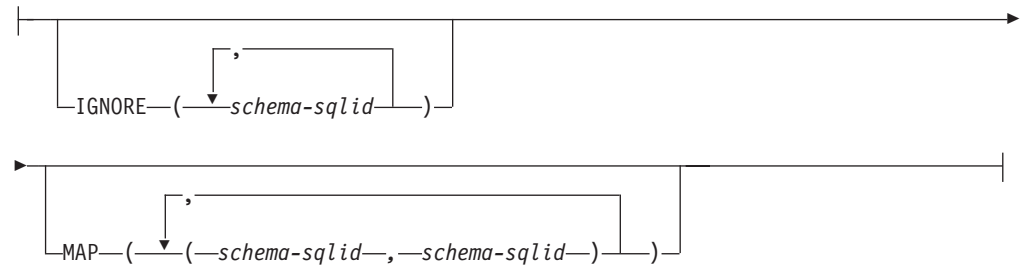 ,
IGNORE ( schema-sqlid )
,
MAP ( ( schema-sqlid , schema-sqlid ) )